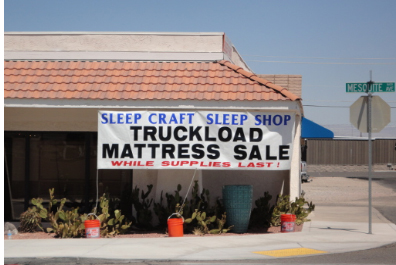 SLEEP CRAFT SLEEP SHOP
TRUCKLOAD
MATTRESS SALE
WHILE SUPPLIES LAST!
MESQUITE